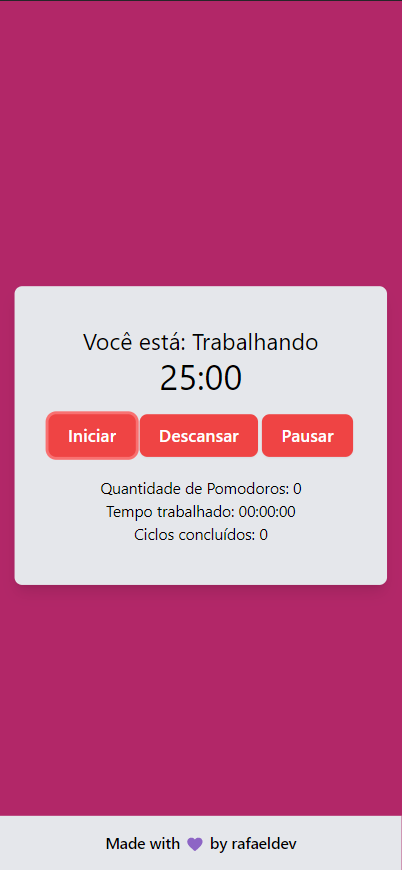 Você está: Trabalhando
25:00
Iniciar Descansar Pausar
Quantidade de Pomodoros: 0
Tempo trabalhado: 00:00:00
Ciclos concluídos: 0
Made with 💜 by rafaeldev